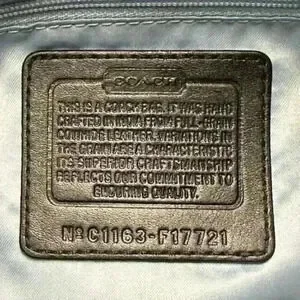 COACH
THIS IS A COACH BAG. IT WAS HAND
CRAFTED IN INDIA FROM FULL-GRAIN
COWHIDE LEATHER. VARIATIONS IN
THE GRAIN ARE A CHARACTERISTIC
ITS SUPERIOR CRAFTSMANSHIP
REFLECTS OUR COMMITMENT TO
ENDURING QUALITY.
Nº C1163-F17721